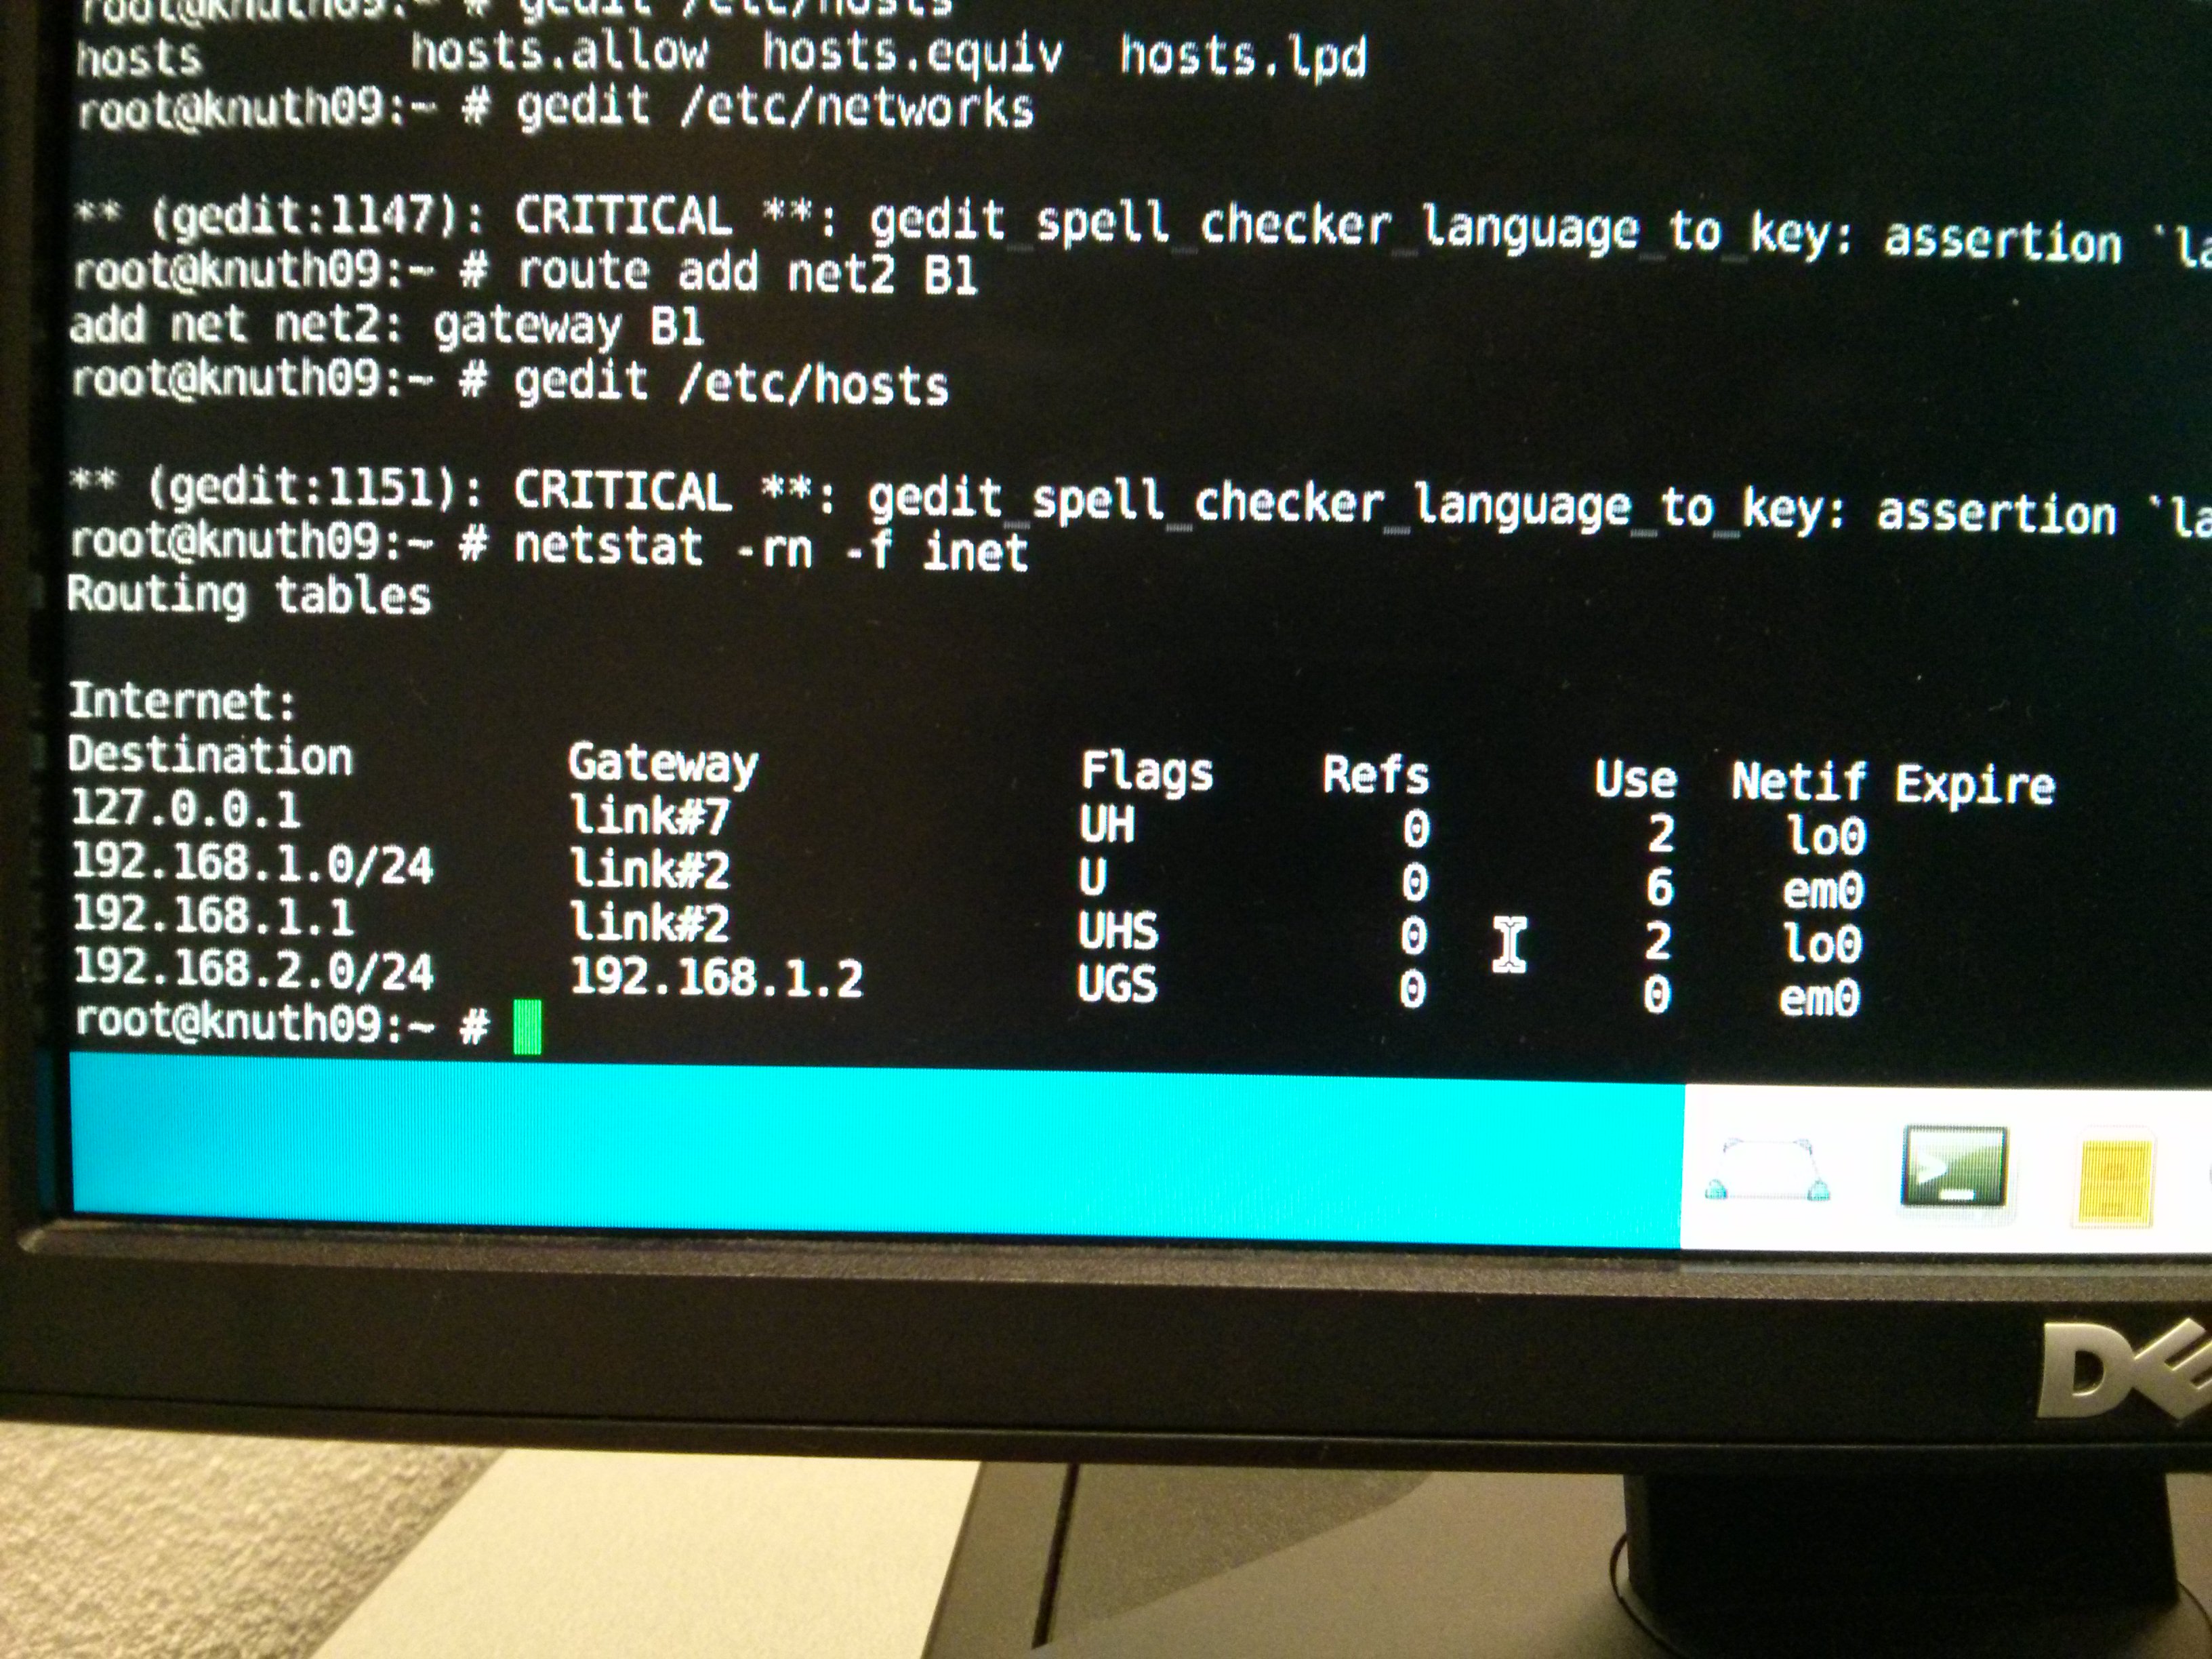 root@knuth09:~ # gedit /etc/hosts
hosts hosts.allow hosts.equiv hosts.lpd
root@knuth09:~ # gedit /etc/networks
** (gedit:1147): CRITICAL **: gedit_spell_checker_language_to_key: assertion `la
root@knuth09:~ # route add net2 B1
add net net2: gateway B1
root@knuth09:~ # gedit /etc/hosts
** (gedit:1151): CRITICAL **: gedit_spell_checker_language_to_key: assertion `la
root@knuth09:~ # netstat -rn -f inet
Routing tables
Internet:
Destination Gateway Flags Refs Use Netif Expire
127.0.0.1 link#7 UH 0 2 lo0
192.168.1.0/24 link#2 U 0 6 em0
192.168.1.1 link#2 UHS 0 2 lo0
192.168.2.0/24 192.168.1.2 UGS 0 0 em0
root@knuth09:~ #
DE